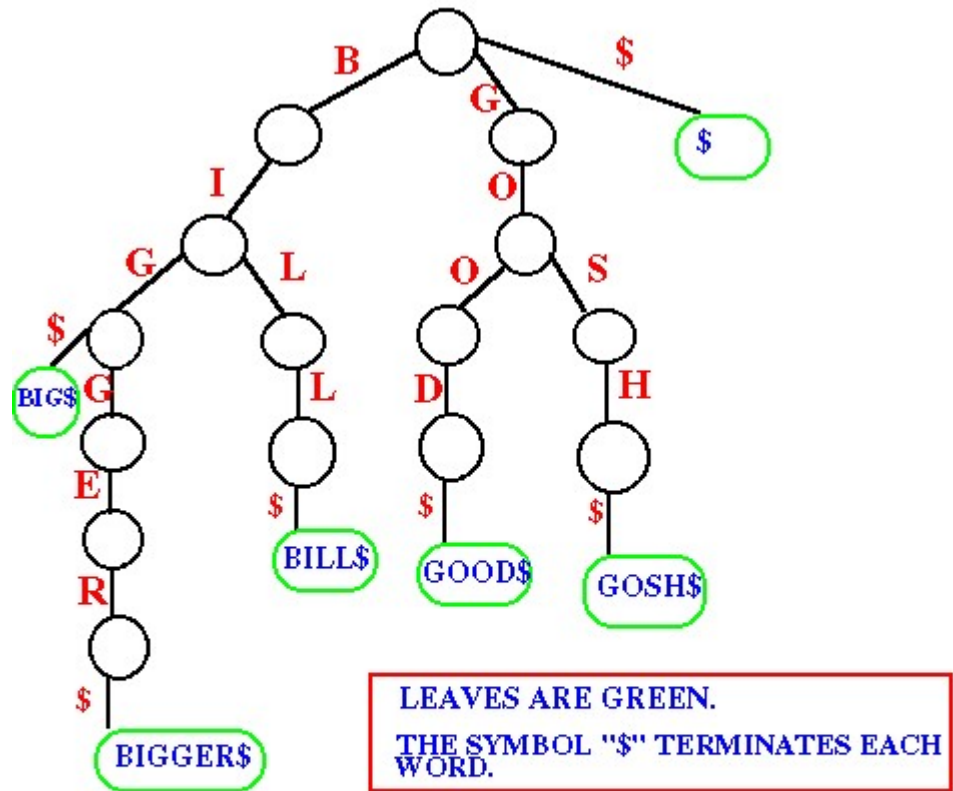 B
$
G
$
I
O
G
L
O
S
$
BIG$
G
L
D
H
E
$
$
$
BILL$
GOOD$
GOSH$
R
$
BIGGER$
LEAVES ARE GREEN.
THE SYMBOL "$" TERMINATES EACH
WORD.